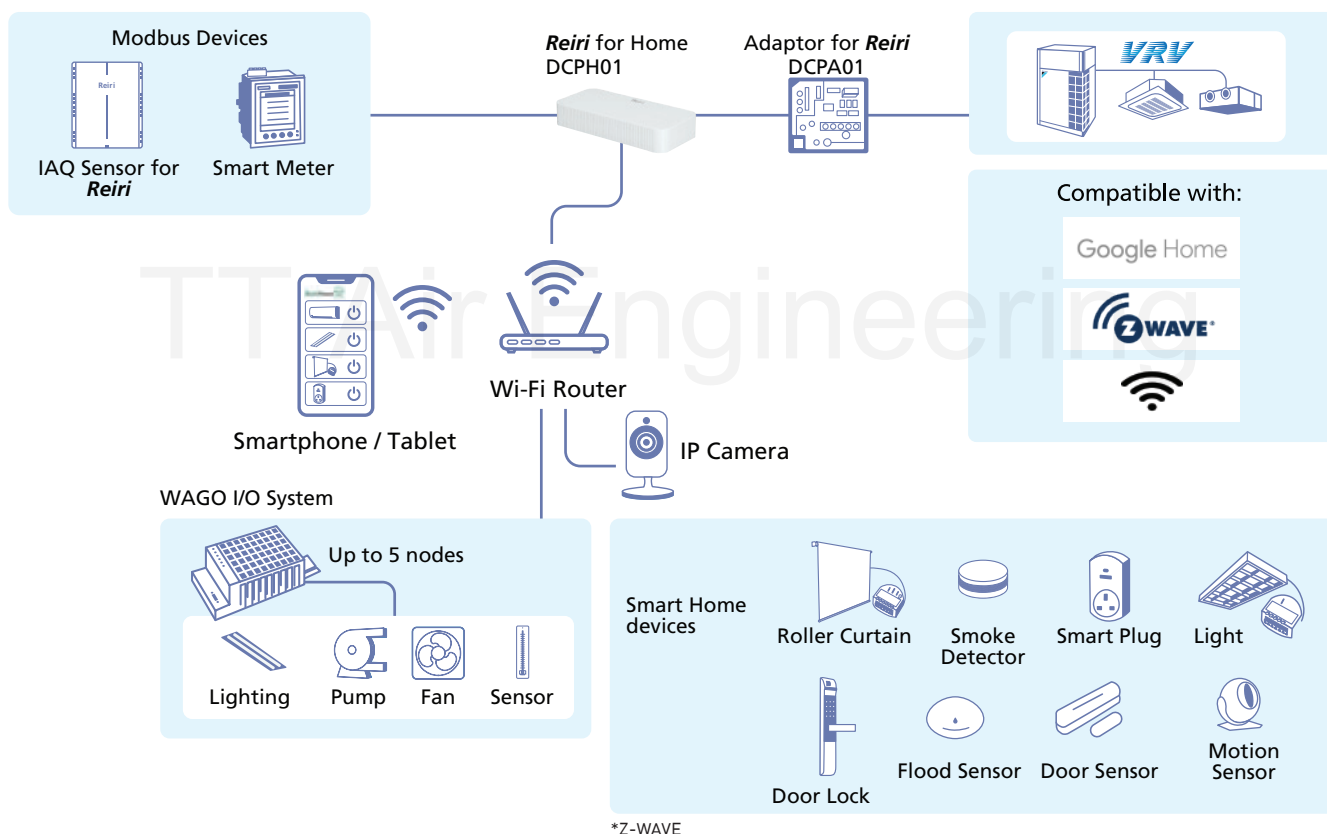 Modbus Devices
Reiri
IAQ Sensor for
Reiri
Smart Meter
Reiri for Home
DCPH01
Adaptor for Reiri
DCPA01
VRV
Compatible with:
Google Home
Z WAVE
TT Air Engineering
Smartphone / Tablet
Wi-Fi Router
IP Camera
WAGO I/O System
Up to 5 nodes
Lighting
Pump
Fan
Sensor
Smart Home
devices
Roller Curtain
Smoke
Detector
Smart Plug
Light
Door Lock
Flood Sensor
Door Sensor
Motion
Sensor
*Z-WAVE